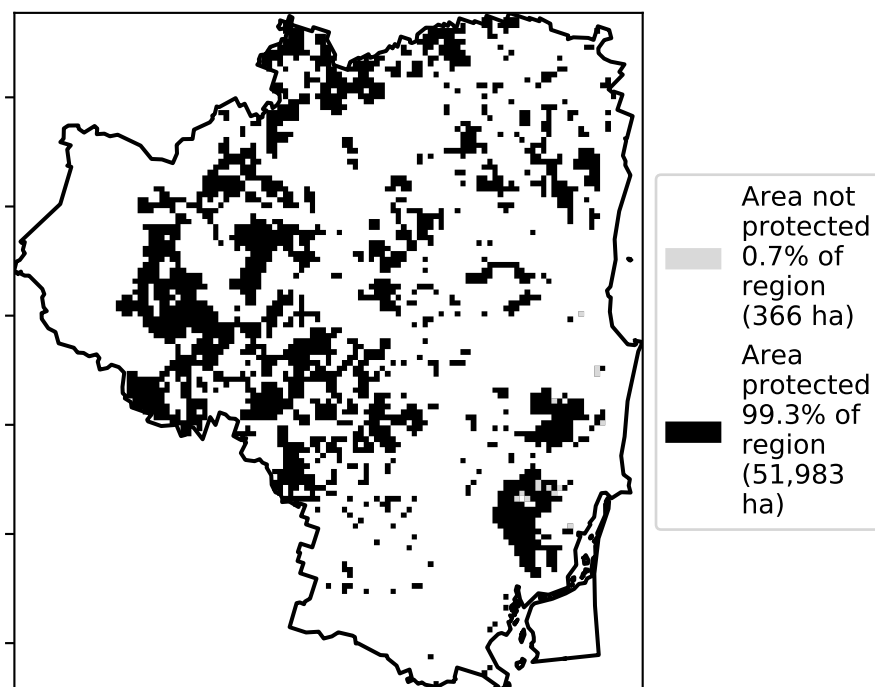 Area not
protected
0.7% of
region
(366 ha)
Area
protected
99.3% of
region
(51,983
ha)